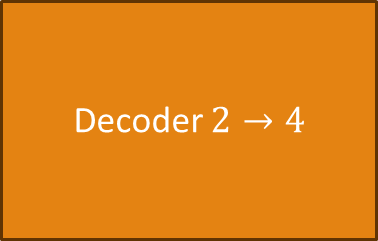 Decoder 2 → 4